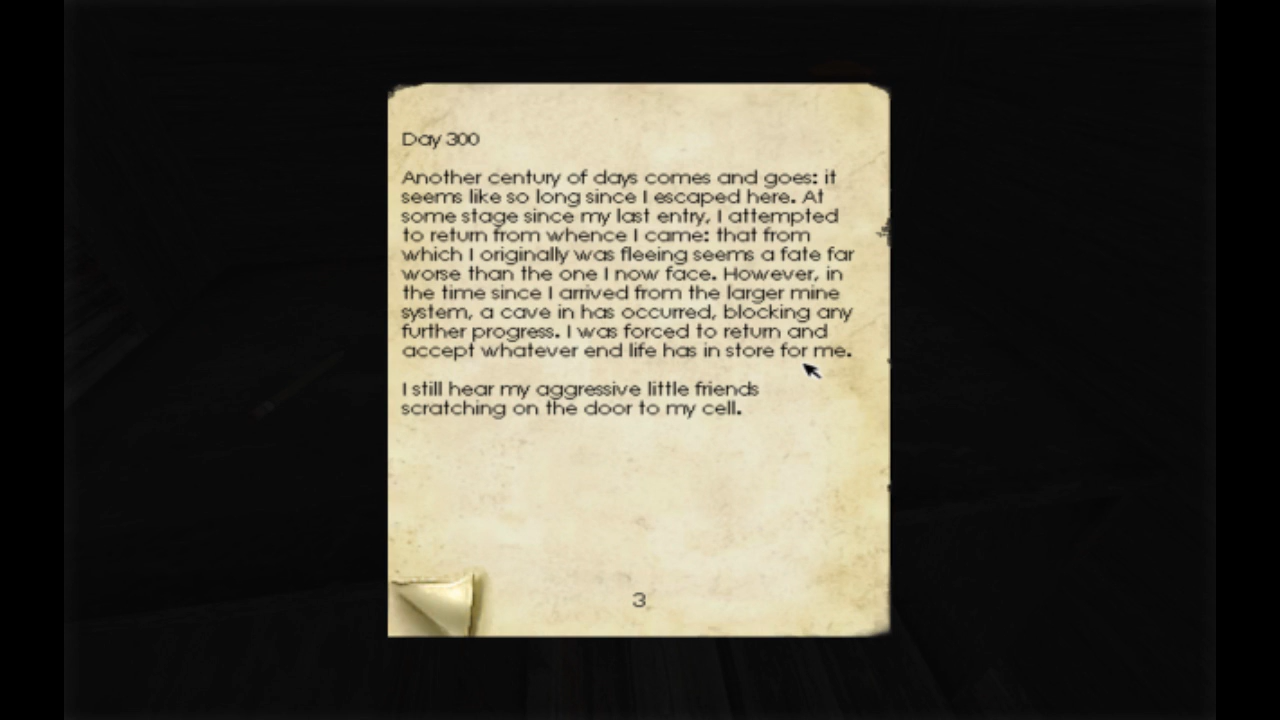 Day 300
Another century of days comes and goes: it
seems like so long since I escaped here. At
some stage since my last entry, I attempted
to return from whence I came: that from
which I originally was fleeing seems a fate far
worse than the one I now face. However, in
the time since I arrived from the larger mine
system, a cave in has occurred, blocking any
further progress. I was forced to return and
accept whatever end life has in store for me.
I still hear my aggressive little friends
scratching on the door to my cell.
3